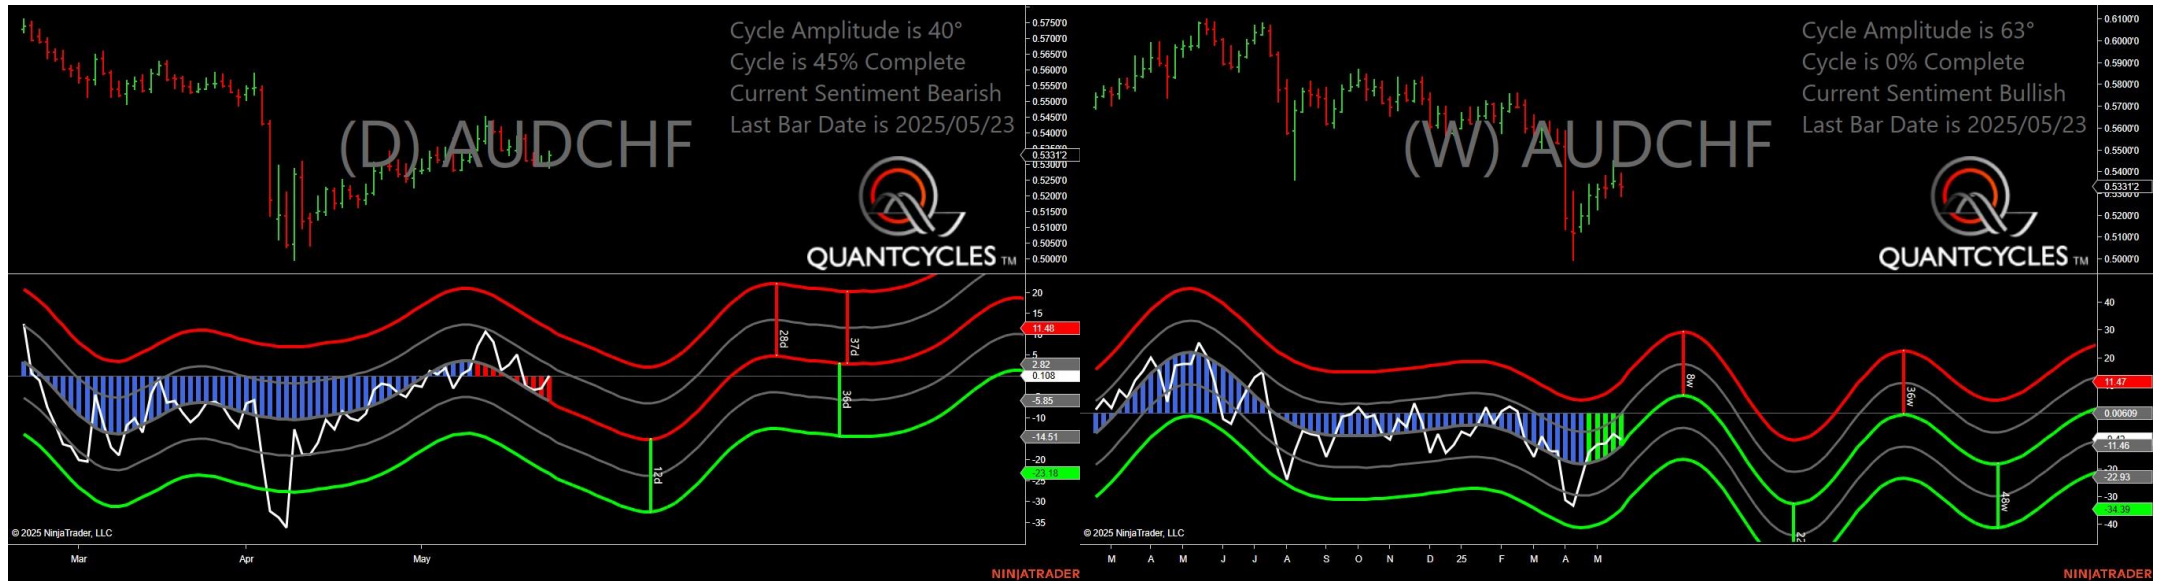 Cycle Amplitude is 40°
Cycle is 45% Complete
Current Sentiment Bearish
Last Bar Date is 2025/05/23
(D) AUDCHF
QUANTCYCLES TM
0.5750'0
0.5700'0
0.5650'0
0.5600'0
0.5550'0
0.5500'0
0.5450'0
0.5400'0
0.5331'2
0.5300'0
0.5250'0
0.5200'0
0.5150'0
0.5100'0
0.5050'0
0.5000'0
20
15
11.48
5
2.82
0.108
-5.85
-10
-14.51
-20
-23.18
-25
-30
-35
28d
37d
36d
12d
© 2025 NinjaTrader, LLC
Mar Apr May
NINJATRADER
Cycle Amplitude is 63°
Cycle is 0% Complete
Current Sentiment Bullish
Last Bar Date is 2025/05/23
(W) AUDCHF
QUANTCYCLES TM
0.6100'0
0.6000'0
0.5900'0
0.5800'0
0.5700'0
0.5600'0
0.5500'0
0.5400'0
0.5331'2
0.5300'0
0.5200'0
0.5100'0
0.5000'0
40
30
20
11.47
0.00609
-11.46
-20
-22.93
-30
-34.39
-40
8w
36w
48w
© 2025 NinjaTrader, LLC
M A M J J A S O N D 25 F M A M
NINJATRADER